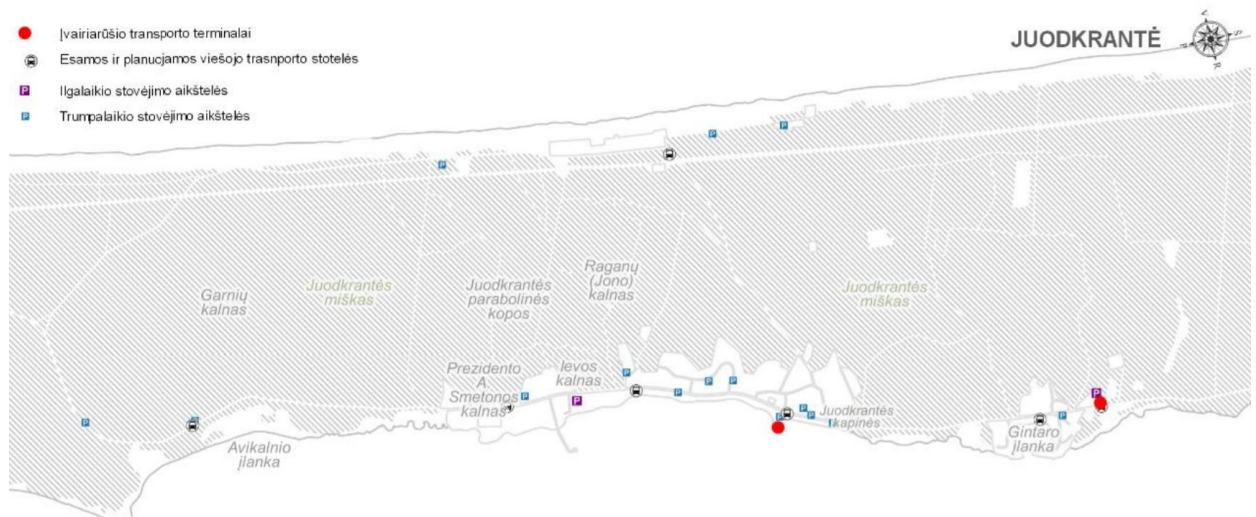 JUODKRANTĖ
Įvairiarūšio transporto terminalai
Esamos ir planucjamos viešojo trasnporto stotelės
P Ilgalaikio stovėjimo aikštelės
P Trumpalaikio stovėjimo aikštelės
Garnių
kalnas
Juodkrantės
miškas
Juodkrantės
parabolinės
kopos
Raganų
(Jono)
kalnas
Juodkrantės
miškas
Prezidento
A
Smetonos
kalnas
Ievos
kalnas
Juodkrantės
kapinės
Gintaro
įlanka
Avikalnio
įlanka